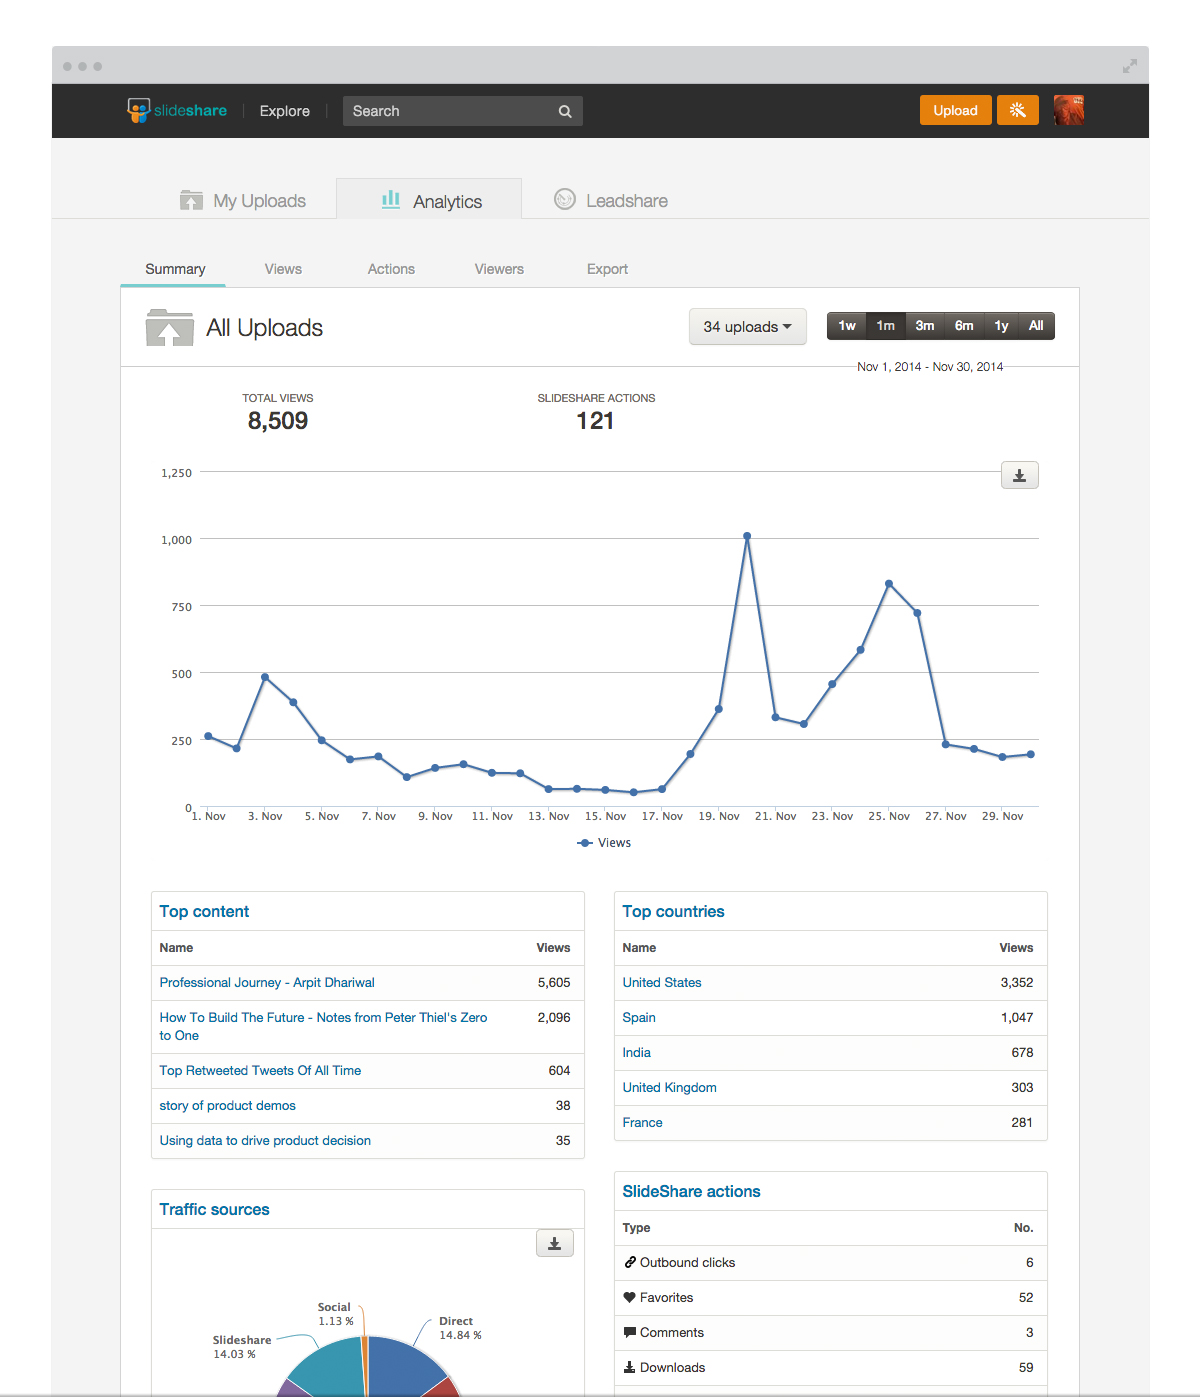 slideshare
Explore
Search
Upload
My Uploads
Analytics
Leadshare
Summary
Views
Actions
Viewers
Export
All Uploads
34 uploads
1w 1m 3m 6m 1y All
Nov 1, 2014 - Nov 30, 2014
TOTAL VIEWS
8,509
SLIDESHARE ACTIONS
121
1,250
1,000
750
500
250
0
1. Nov 3. Nov 5. Nov 7. Nov 9. Nov 11. Nov 13. Nov 15. Nov 17. Nov 19. Nov 21. Nov 23. Nov 25. Nov 27. Nov 29. Nov
Views
Top content
Name Views
Professional Journey - Arpit Dhariwal 5,605
How To Build The Future - Notes from Peter Thiel's Zero 2,096
to One
Top Retweeted Tweets Of All Time 604
story of product demos 38
Using data to drive product decision 35
Top countries
Name Views
United States 3,352
Spain 1,047
India 678
United Kingdom 303
France 281
Traffic sources
Social
1.13 %
Direct
14.84 %
Slideshare
14.03 %
SlideShare actions
Type No.
Outbound clicks 6
Favorites 52
Comments 3
Downloads 59